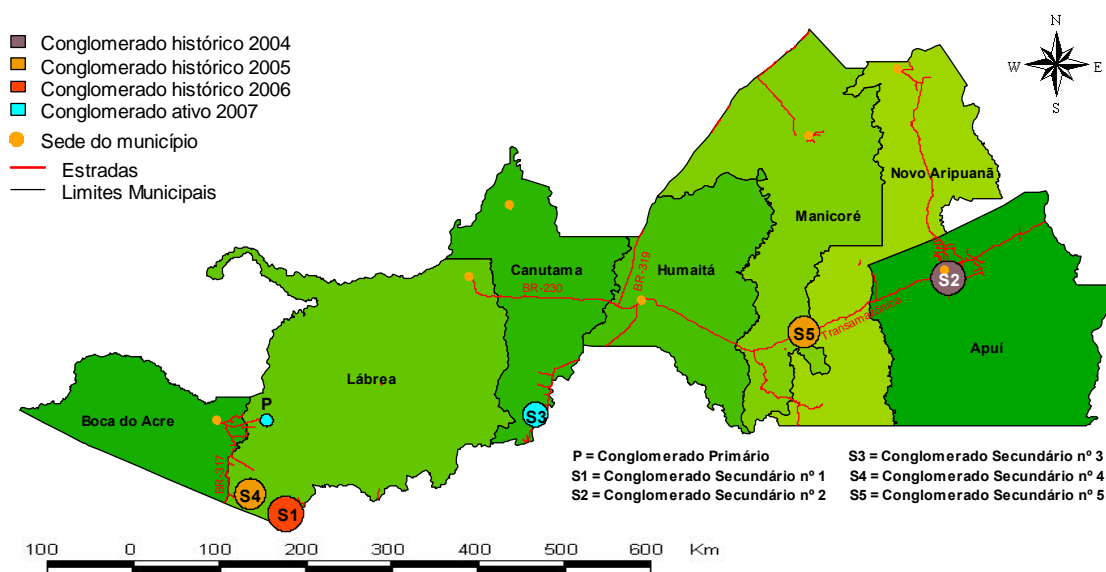 Conglomerado histórico 2004
Conglomerado histórico 2005
Conglomerado histórico 2006
Conglomerado ativo 2007
Sede do município
Estradas
Limites Municipais
N
W
E
S
Novo Aripuanã
Manicoré
Canutama
Humaitá
BR-319
BR-230
S2
Transamazônica
S5
Apuí
Lábrea
P
Boca do Acre
S3
BR-317
S4
S1
P = Conglomerado Primário
S1 = Conglomerado Secundário nº 1
S2 = Conglomerado Secundário nº 2
S3 = Conglomerado Secundário nº 3
S4 = Conglomerado Secundário nº 4
S5 = Conglomerado Secundário nº 5
100 0 100 200 300 400 500 600 Km